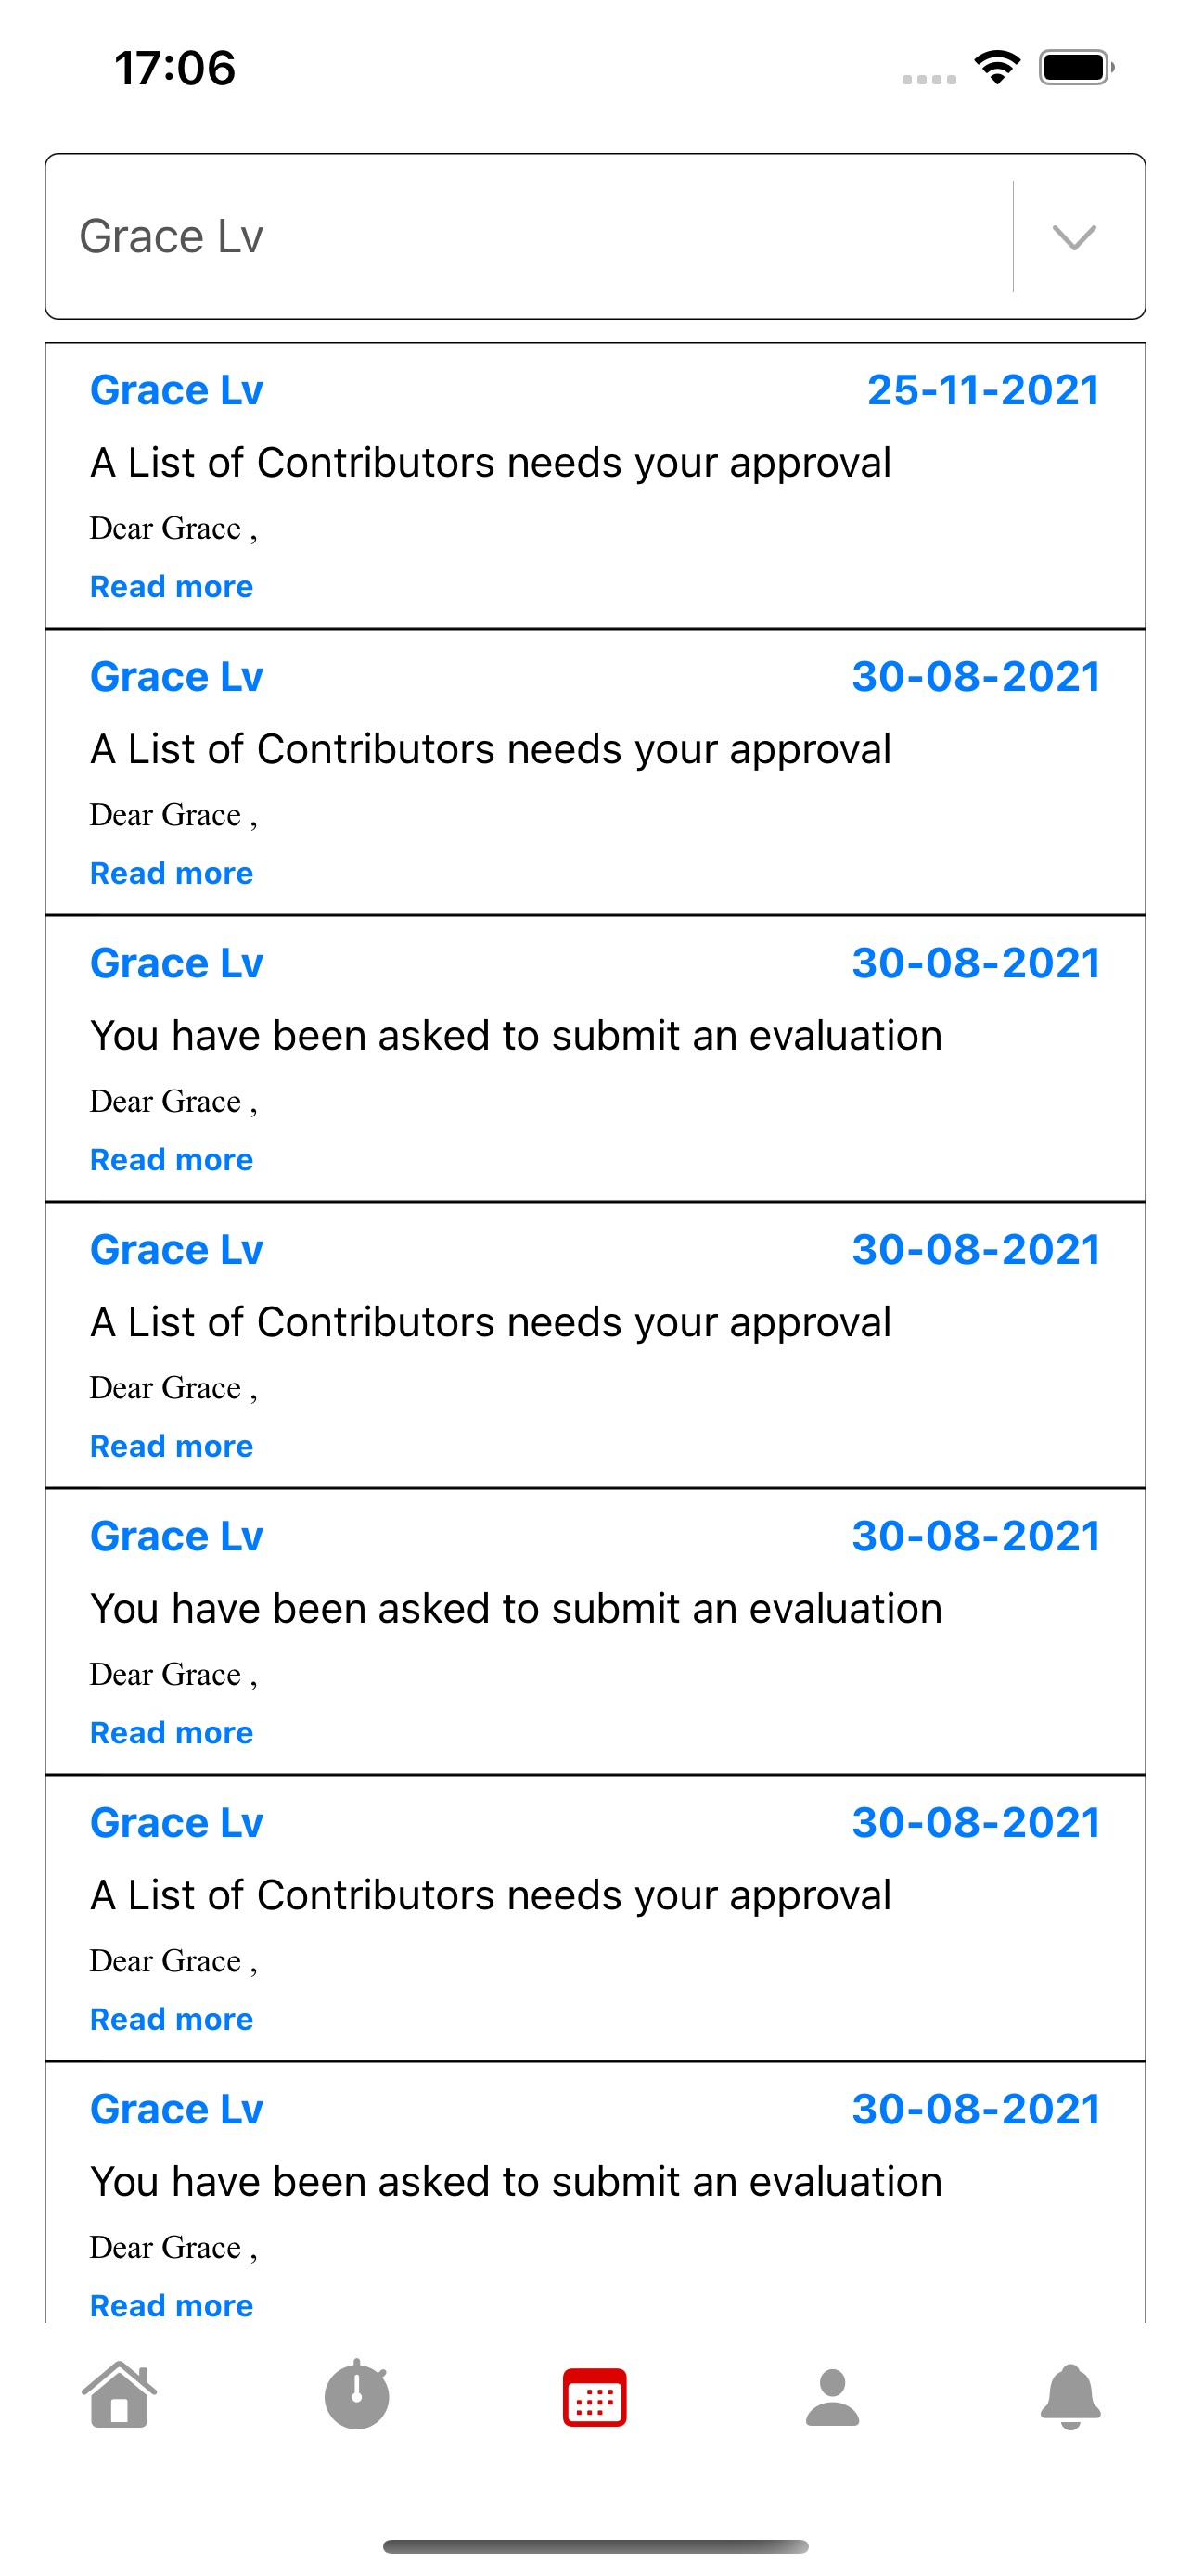 17:06
Grace Lv
Grace Lv 25-11-2021
A List of Contributors needs your approval
Dear Grace ,
Read more
Grace Lv 30-08-2021
A List of Contributors needs your approval
Dear Grace ,
Read more
Grace Lv 30-08-2021
You have been asked to submit an evaluation
Dear Grace ,
Read more
Grace Lv 30-08-2021
A List of Contributors needs your approval
Dear Grace ,
Read more
Grace Lv 30-08-2021
You have been asked to submit an evaluation
Dear Grace ,
Read more
Grace Lv 30-08-2021
A List of Contributors needs your approval
Dear Grace ,
Read more
Grace Lv 30-08-2021
You have been asked to submit an evaluation
Dear Grace ,
Read more